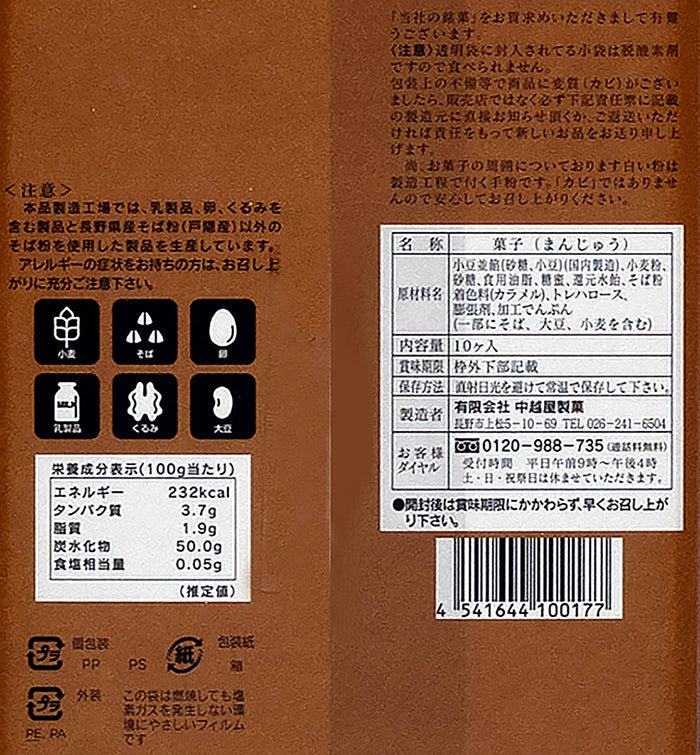 <注意>
本品製造工場では、乳製品、卵、くるみを
含む製品と長野県産そば粉(戸隠産)以外の
そば粉を使用した製品を生産しています。
アレルギーの症状をお持ちの方は、お召し上
がりに充分ご注意下さい。
小麦
そば
卵
MILK
乳製品
くるみ
大豆
栄養成分表示(100g当たり)
エネルギー 232kcal
タンパク質 3.7g
脂質 1.9g
炭水化物 50.0g
食塩相当量 0.05g
(推定値)
プラ 個包装 PP PS
紙 包装紙 箱
プラ 外装 PE, PA
この袋は燃焼しても塩
素ガスを発生しない環
境にやさしいフィルム
です
「当社の銘菓」をお買求めいただきまして有難
うございます。
《注意》透明袋に封入されてる小袋は脱酸素剤
ですので食べられません。
包装上の不備等で商品に変質(カビ)がござい
ましたら、販売店ではなく必ず下記責任票に記載
の製造元に直接お知らせ頂くか、ご返送いただ
ければ責任をもって新しいお品をお送り申し上
げます。
尚、お菓子の周囲についております白い粉は
製造工程で付く手粉です。「カビ」ではありませ
んので安心してお召し上がりください。
名称 菓子(まんじゅう)
原材料名 小豆並餡(砂糖、小豆)(国内製造)、小麦粉、
砂糖、食用油脂、糖蜜、還元水飴、そば粉
着色料(カラメル)、トレハロース、
膨張剤、加工でんぷん
(一部にそば、大豆、小麦を含む)
内容量 10ヶ入
賞味期限 枠外下部記載
保存方法 直射日光を避けて常温で保存して下さい。
製造者 有限会社 中越屋製菓
長野市上松5-10-69 TEL 026-241-6504
お客様ダイヤル 0120-988-735 (通話料無料)
受付時間 平日午前9時〜午後4時
土・日・祝祭日は休ませていただきます。
●開封後は賞味期限にかかわらず、早くお召し上が
り下さい。
4 541644 100177